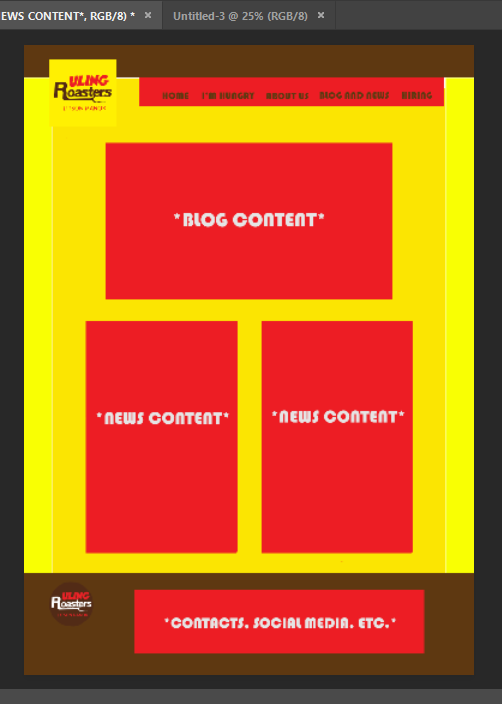 EWS CONTENT*, RGB/8) * × Untitled-3 @ 25% (RGB/8) ×
ULING
Roasters
HOME I'M HUNGRY ABOUT US BLOG AND NEWS HIRING
*BLOG CONTENT*
*NEWS CONTENT* *NEWS CONTENT*
ULING
Roasters
*CONTACTS. SOCIAL MEDIA. ETC.*